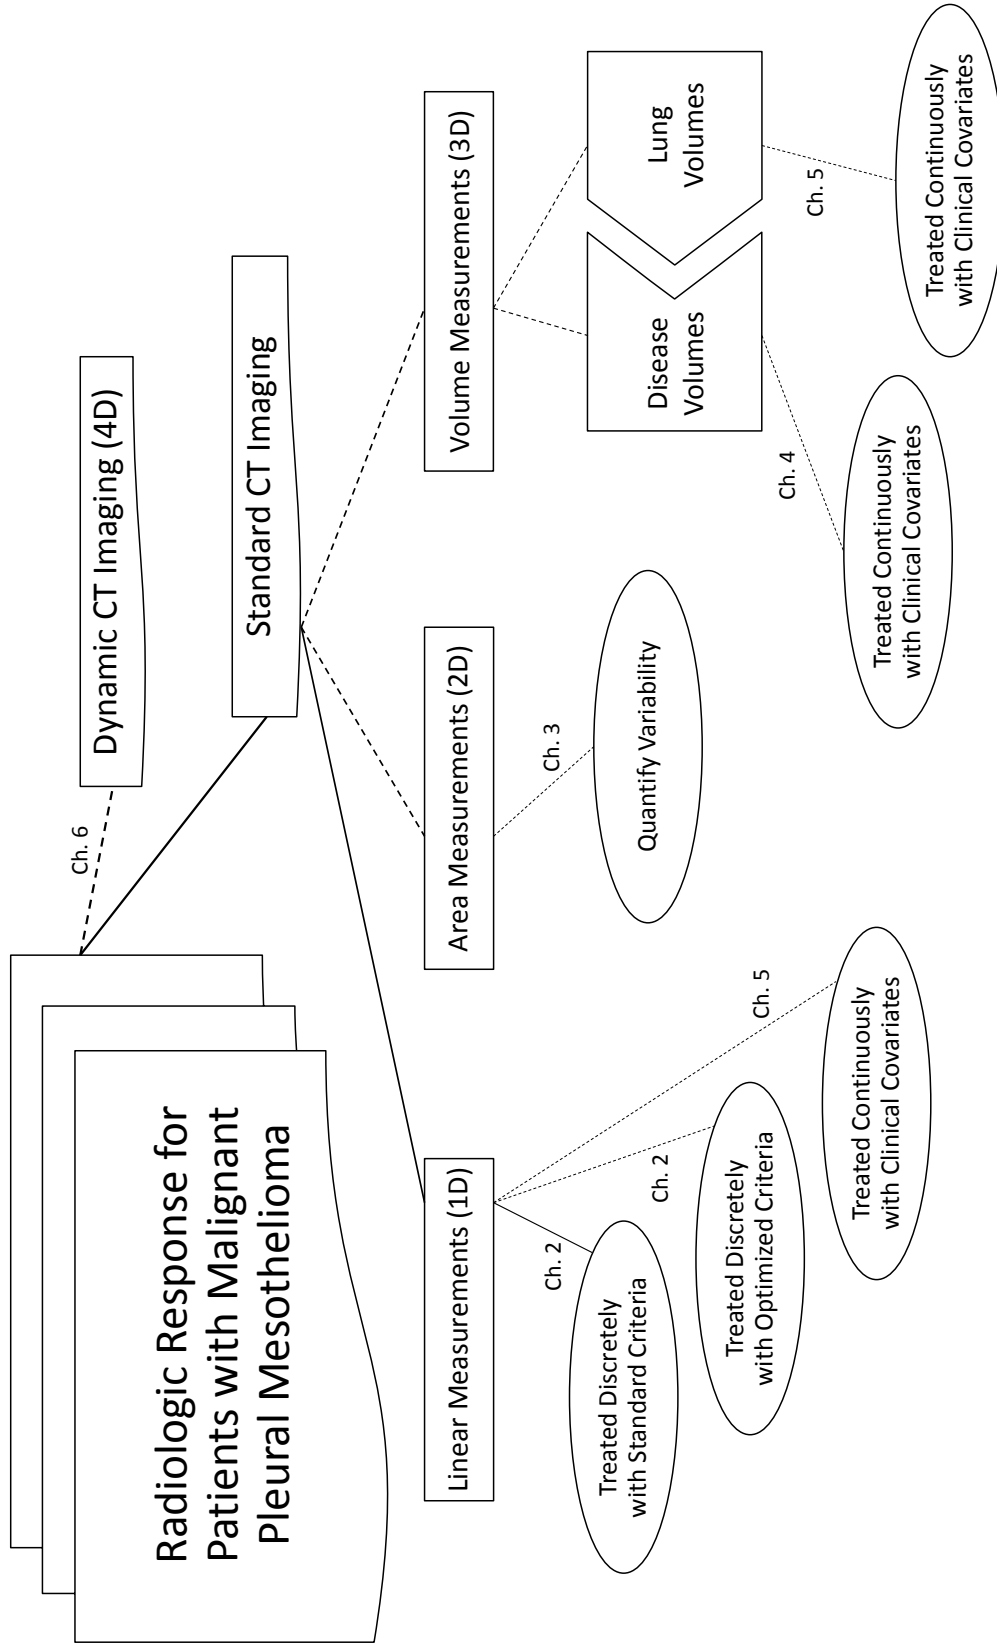 Radiologic Response for
Patients with Malignant
Pleural Mesothelioma
Ch. 6
Dynamic CT Imaging (4D)
Standard CT Imaging
Linear Measurements (1D)
Area Measurements (2D)
Volume Measurements (3D)
Ch. 2
Ch. 2
Ch. 5
Ch. 3
Disease
Volumes
Lung
Volumes
Ch. 4
Ch. 5
Treated Discretely
with Standard Criteria
Treated Discretely
with Optimized Criteria
Treated Continuously
with Clinical Covariates
Quantify Variability
Treated Continuously
with Clinical Covariates
Treated Continuously
with Clinical Covariates